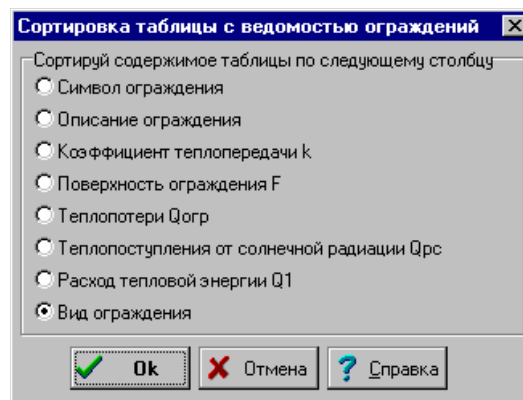 Сортировка таблицы с ведомостью ограждений
Сортируй содержимое таблицы по следующему столбцу
Символ ограждения
Описание ограждения
Коэффициент теплопередачи k
Поверхность ограждения F
Теплопотери Qогр
Теплопоступления от солнечной радиации Qрс
Расход тепловой энергии Q1
Вид ограждения
Ok Отмена Справка